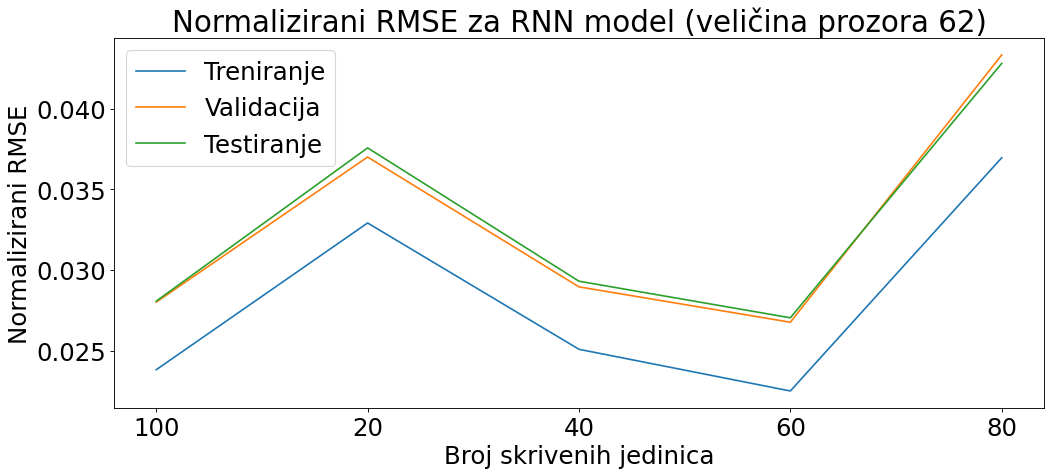 Normalizirani RMSE za RNN model (veličina prozora 62)
Treniranje
Validacija
Testiranje
Normalizirani RMSE
0.040
0.035
0.030
0.025
100 20 40 60 80
Broj skrivenih jedinica